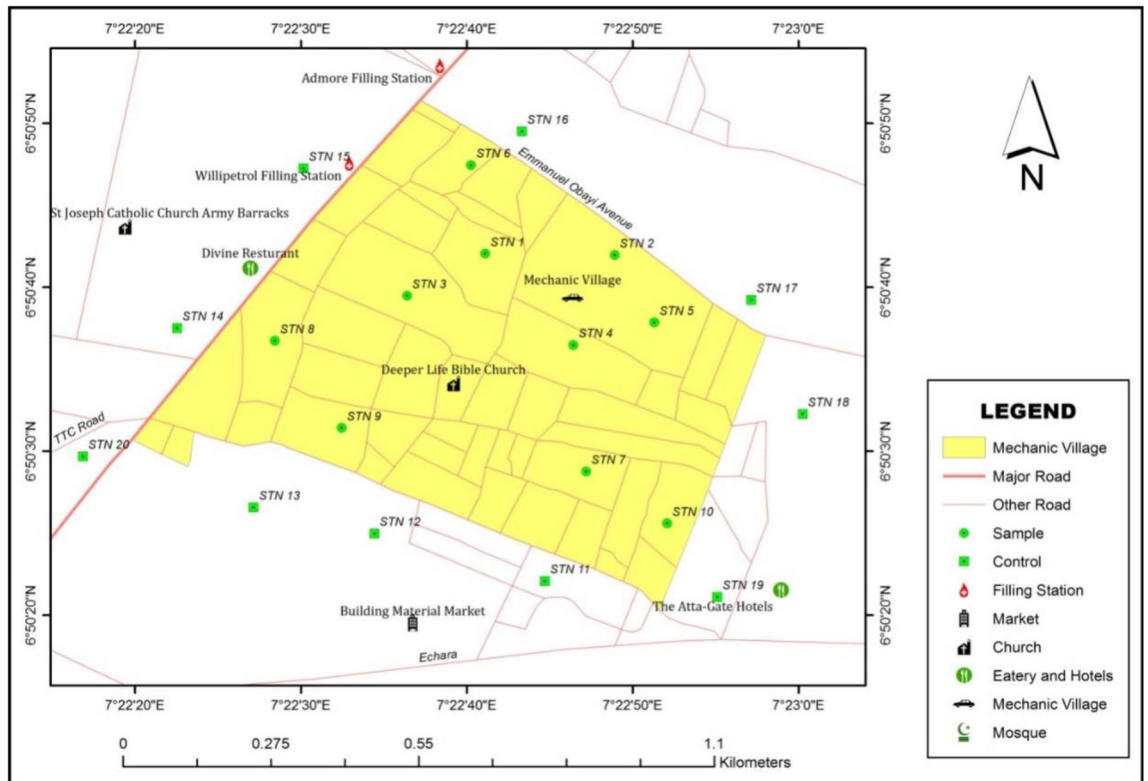 7°22'20"E 7°22'30"E 7°22'40"E 7°22'50"E 7°23'0"E
Admore Filling Station
6°50'50"N 6°50'50"N
STN 16
STN 15
STN 6
Emmanuel Obayi Avenue
Willipetrol Filling Station
St Joseph Catholic Church Army Barracks
STN 1
STN 2
Divine Resturant
6°50'40"N 6°50'40"N
Mechanic Village
STN 3
STN 17
STN 5
STN 14
STN 8
STN 4
Deeper Life Bible Church
STN 18
STN 9
TTC Road
6°50'30"N 6°50'30"N
STN 20
STN 7
STN 13
STN 10
STN 12
STN 11
STN 19
The Atta-Gate Hotels
Building Material Market
6°50'20"N 6°50'20"N
Echara
7°22'20"E 7°22'30"E 7°22'40"E 7°22'50"E 7°23'0"E
0 0.275 0.55 1.1
Kilometers
N
LEGEND
Mechanic Village
Major Road
Other Road
Sample
Control
Filling Station
Market
Church
Eatery and Hotels
Mechanic Village
Mosque